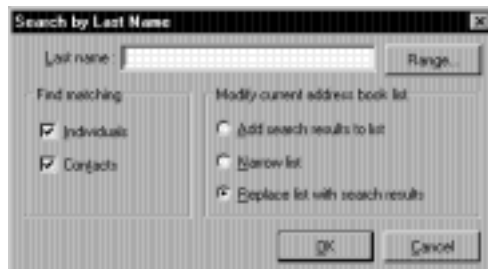 Search by Last Name
Last name:
Range...
Find matching
Individuals
Contacts
Modify current address book list
Add search results to list
Narrow list
Replace list with search results
OK
Cancel